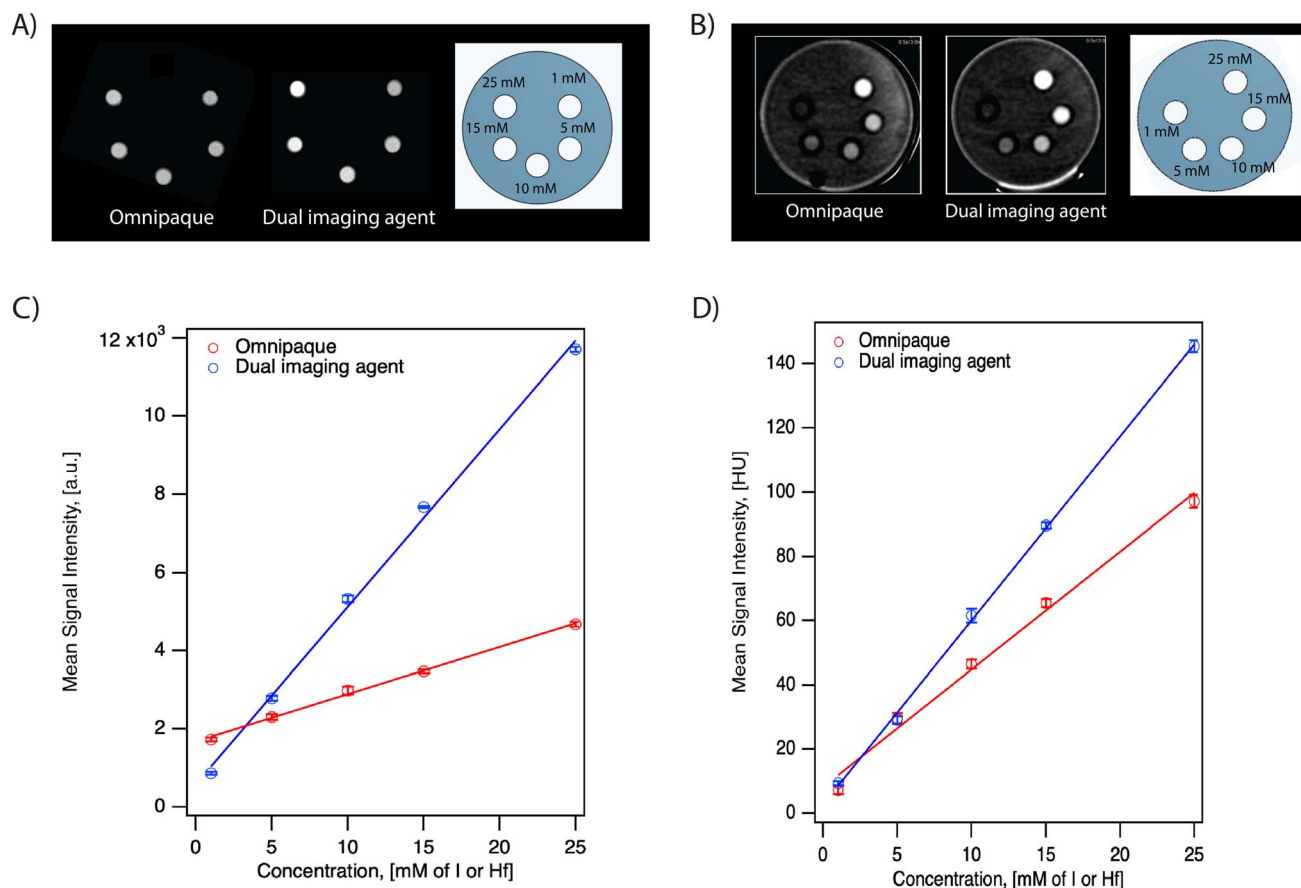 A)
25 mM
1 mM
15 mM
5 mM
10 mM
Omnipaque
Dual imaging agent
B)
25 mM
15 mM
1 mM
5 mM
10 mM
Omnipaque
Dual imaging agent
C)
12 x10³
10
8
6
4
2
0
Mean Signal Intensity, [a.u.]
Omnipaque
Dual imaging agent
0
5
10
15
20
25
Concentration, [mM of I or Hf]
D)
140
120
100
80
60
40
20
0
Mean Signal Intensity, [HU]
Omnipaque
Dual imaging agent
0
5
10
15
20
25
Concentration, [mM of I or Hf]